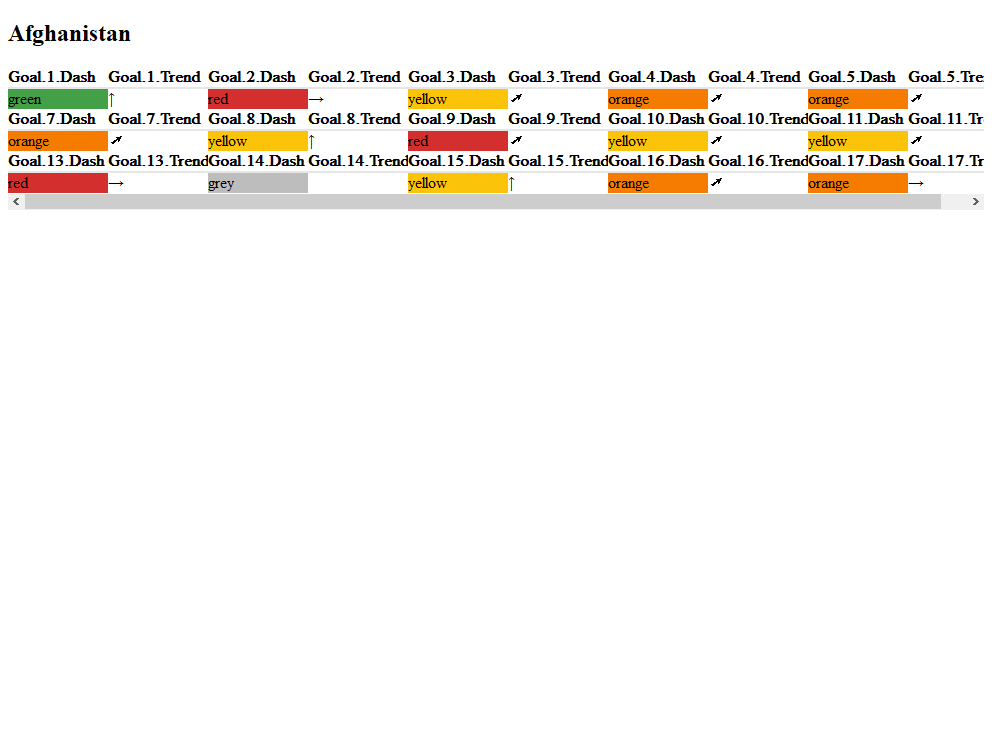 Afghanistan
Goal.1.Dash Goal.1.Trend Goal.2.Dash Goal.2.Trend Goal.3.Dash Goal.3.Trend Goal.4.Dash Goal.4.Trend Goal.5.Dash Goal.5.Tre
green ↑ red → yellow ➚ orange ➚ orange ➚
Goal.7.Dash Goal.7.Trend Goal.8.Dash Goal.8.Trend Goal.9.Dash Goal.9.Trend Goal.10.Dash Goal.10.Trend Goal.11.Dash Goal.11.Tr
orange ➚ yellow ↑ red ➚ yellow ➚ yellow ➚
Goal.13.Dash Goal.13.Trend Goal.14.Dash Goal.14.Trend Goal.15.Dash Goal.15.Trend Goal.16.Dash Goal.16.Trend Goal.17.Dash Goal.17.Tr
red → grey yellow ↑ orange ➚ orange →